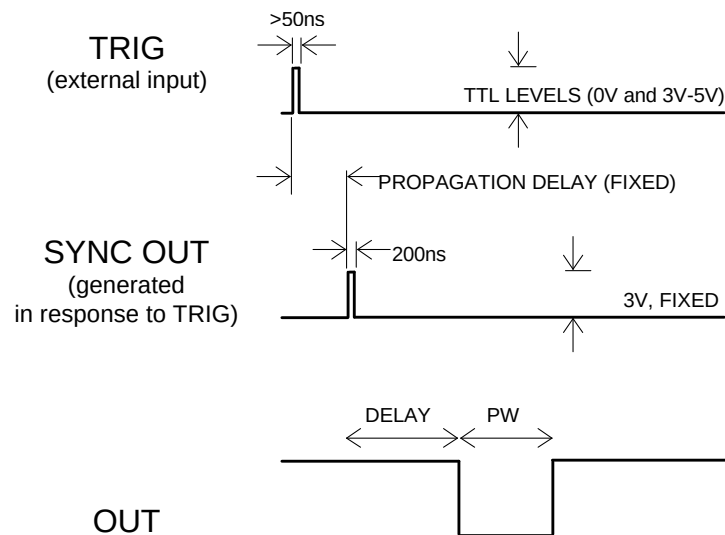 >50ns
TRIG
(external input)
TTL LEVELS (0V and 3V-5V)
PROPAGATION DELAY (FIXED)
SYNC OUT
(generated
in response to TRIG)
200ns
3V, FIXED
DELAY
PW
OUT